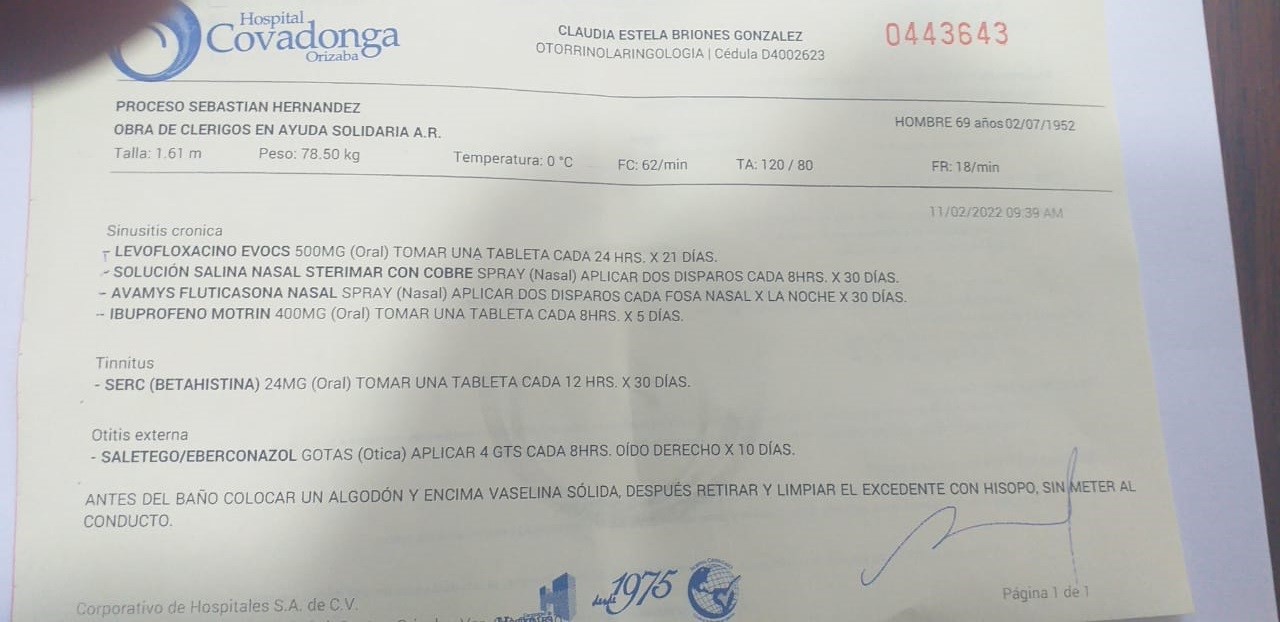 Hospital
Covadonga
Orizaba
CLAUDIA ESTELA BRIONES GONZALEZ
OTORRINOLARINGOLOGIA | Cédula D4002623
0443643
PROCESO SEBASTIAN HERNANDEZ
OBRA DE CLERIGOS EN AYUDA SOLIDARIA A.R.
HOMBRE 69 años 02/07/1952
Talla: 1.61 m Peso: 78.50 kg Temperatura: 0 °C FC: 62/min TA: 120 / 80 FR: 18/min
11/02/2022 09:39 AM
Sinusitis cronica
- LEVOFLOXACINO EVOCS 500MG (Oral) TOMAR UNA TABLETA CADA 24 HRS. X 21 DÍAS.
- SOLUCIÓN SALINA NASAL STERIMAR CON COBRE SPRAY (Nasal) APLICAR DOS DISPAROS CADA 8HRS. X 30 DÍAS.
- AVAMYS FLUTICASONA NASAL SPRAY (Nasal) APLICAR DOS DISPAROS CADA FOSA NASAL X LA NOCHE X 30 DÍAS.
- IBUPROFENO MOTRIN 400MG (Oral) TOMAR UNA TABLETA CADA 8HRS. X 5 DÍAS.
Tinnitus
- SERC (BETAHISTINA) 24MG (Oral) TOMAR UNA TABLETA CADA 12 HRS. X 30 DÍAS.
Otitis externa
- SALETEGO/EBERCONAZOL GOTAS (Otica) APLICAR 4 GTS CADA 8HRS. OÍDO DERECHO X 10 DÍAS.
ANTES DEL BAÑO COLOCAR UN ALGODÓN Y ENCIMA VASELINA SÓLIDA, DESPUÉS RETIRAR Y LIMPIAR EL EXCEDENTE CON HISOPO, SIN METER AL
CONDUCTO.
desde 1975
Página 1 de 1
Corporativo de Hospitales S.A. de C.V.